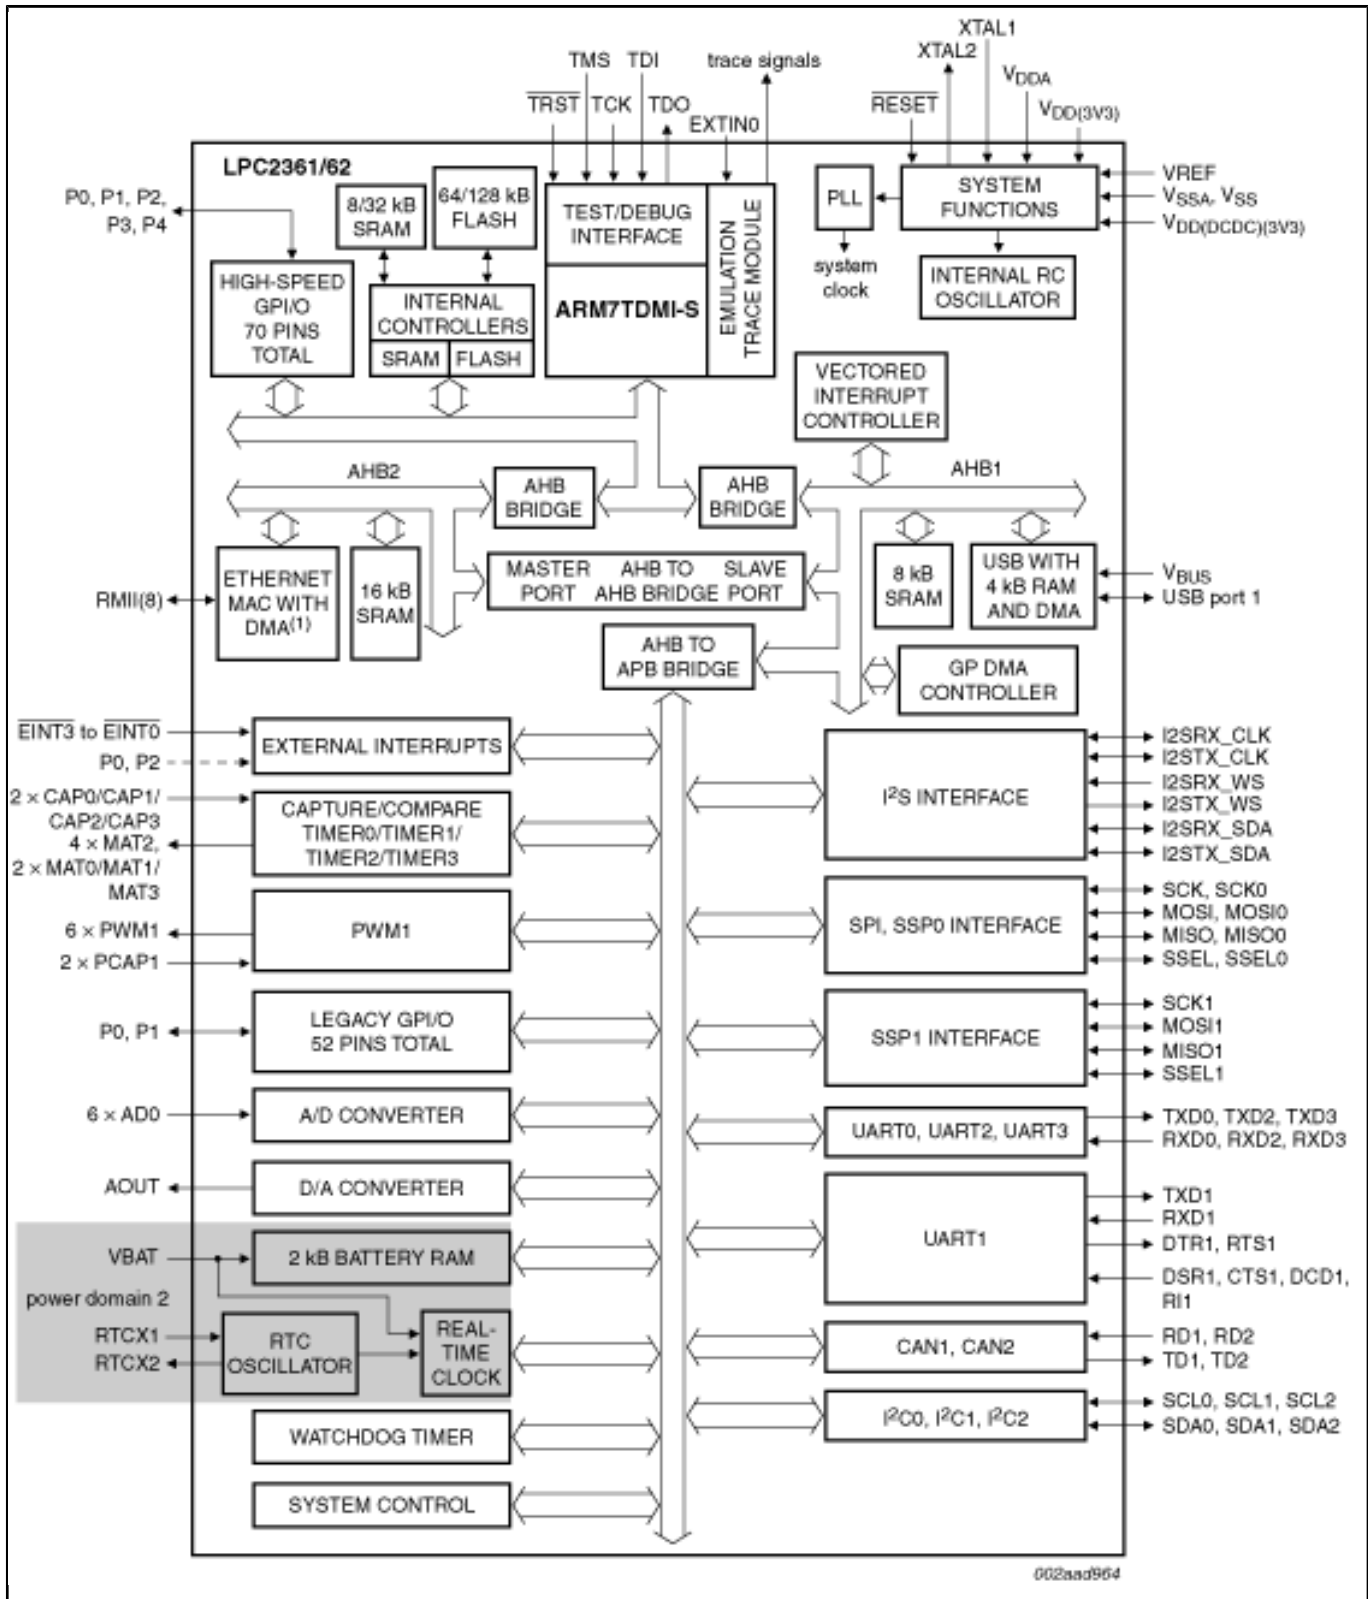 XTAL1
XTAL2
TMS TDI
trace signals
VDDA
TRST TCK
TDO
RESET
VDD(3V3)
EXTIN0
LPC2361/62
P0, P1, P2,
P3, P4
8/32 kB
SRAM
64/128 kB
FLASH
TEST/DEBUG
INTERFACE
EMULATION
TRACE MODULE
PLL
SYSTEM
FUNCTIONS
VREF
VSSA, VSS
VDD(DCDC)(3V3)
system
clock
HIGH-SPEED
GPI/O
70 PINS
TOTAL
INTERNAL
CONTROLLERS
SRAM FLASH
ARM7TDMI-S
INTERNAL RC
OSCILLATOR
VECTORED
INTERRUPT
CONTROLLER
AHB2
AHB
BRIDGE
AHB
BRIDGE
AHB1
ETHERNET
MAC WITH
DMA(1)
16 kB
SRAM
MASTER
PORT
AHB TO
AHB BRIDGE
SLAVE
PORT
8 kB
SRAM
USB WITH
4 kB RAM
AND DMA
VBUS
USB port 1
RMII(8)
AHB TO
APB BRIDGE
GP DMA
CONTROLLER
EINT3 to EINT0
P0, P2
EXTERNAL INTERRUPTS
I2S INTERFACE
I2SRX_CLK
I2STX_CLK
I2SRX_WS
I2STX_WS
I2SRX_SDA
I2STX_SDA
2 × CAP0/CAP1/
CAP2/CAP3
4 × MAT2,
2 × MAT0/MAT1/
MAT3
CAPTURE/COMPARE
TIMER0/TIMER1/
TIMER2/TIMER3
6 × PWM1
2 × PCAP1
PWM1
SPI, SSP0 INTERFACE
SCK, SCK0
MOSI, MOSI0
MISO, MISO0
SSEL, SSEL0
P0, P1
LEGACY GPI/O
52 PINS TOTAL
SSP1 INTERFACE
SCK1
MOSI1
MISO1
SSEL1
6 × AD0
A/D CONVERTER
UART0, UART2, UART3
TXD0, TXD2, TXD3
RXD0, RXD2, RXD3
AOUT
D/A CONVERTER
UART1
TXD1
RXD1
DTR1, RTS1
DSR1, CTS1, DCD1,
RI1
VBAT
2 kB BATTERY RAM
power domain 2
RTCX1
RTCX2
RTC
OSCILLATOR
REAL-
TIME
CLOCK
CAN1, CAN2
RD1, RD2
TD1, TD2
WATCHDOG TIMER
I2C0, I2C1, I2C2
SCL0, SCL1, SCL2
SDA0, SDA1, SDA2
SYSTEM CONTROL
002aad964